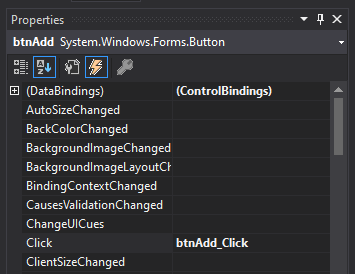 Properties
btnAdd System.Windows.Forms.Button
(DataBindings) (ControlBindings)
AutoSizeChanged
BackColorChanged
BackgroundImageChanged
BackgroundImageLayoutCh
BindingContextChanged
CausesValidationChanged
ChangeUICues
Click btnAdd_Click
ClientSizeChanged